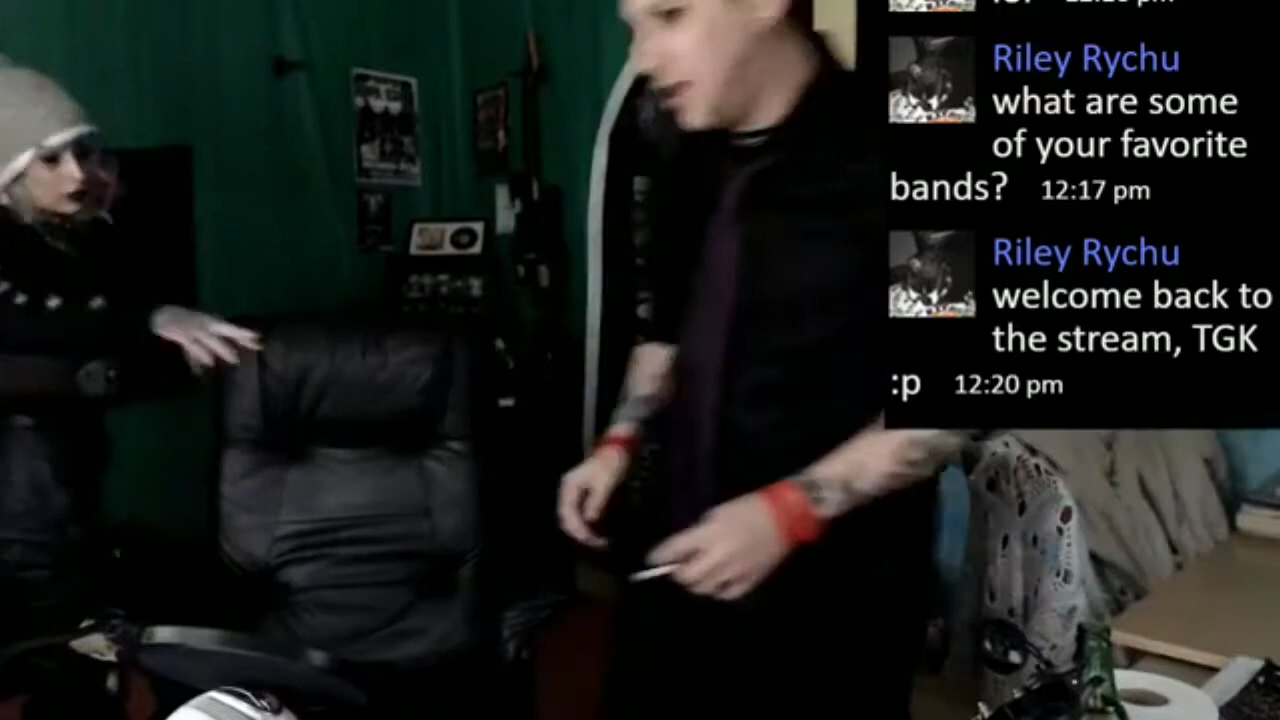 Riley Rychu
what are some
of your favorite
bands? 12:17 pm
Riley Rychu
welcome back to
the stream, TGK
:p 12:20 pm